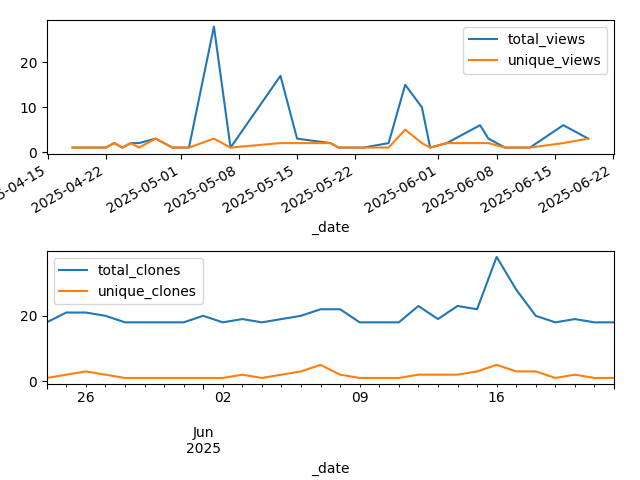 20
10
0
total_views
unique_views
5-04-15
2025-04-22
2025-05-01
2025-05-08
2025-05-15
2025-05-22
2025-06-01
2025-06-08
2025-06-15
2025-06-22
_date
20
0
total_clones
unique_clones
26
02
09
16
Jun
2025
_date